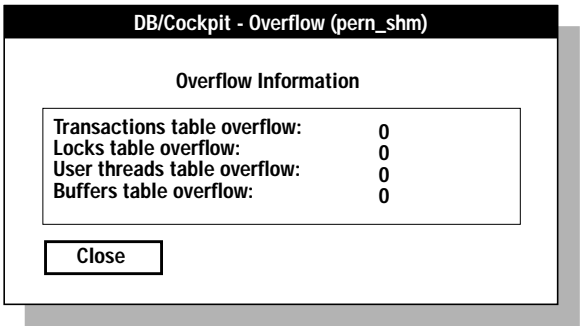 DB/Cockpit - Overflow (pern_shm)
Overflow Information
Transactions table overflow: 0
Locks table overflow: 0
User threads table overflow: 0
Buffers table overflow: 0
Close